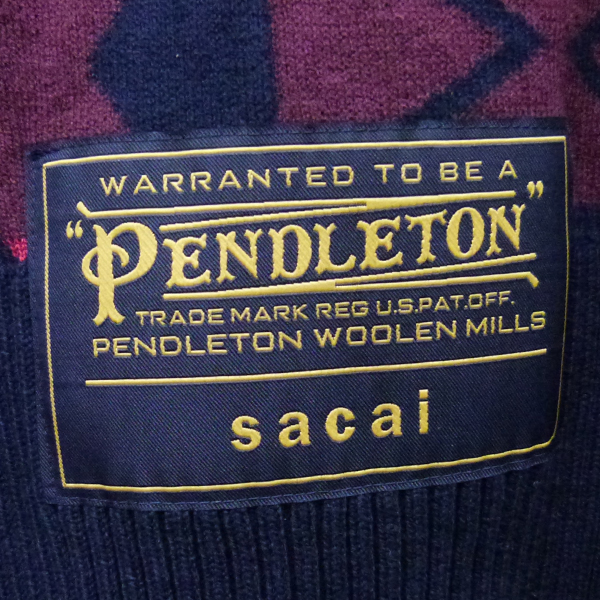 WARRANTED TO BE A
"PENDLETON"
TRADE MARK REG U.S.PAT.OFF.
PENDLETON WOOLEN MILLS
sacai